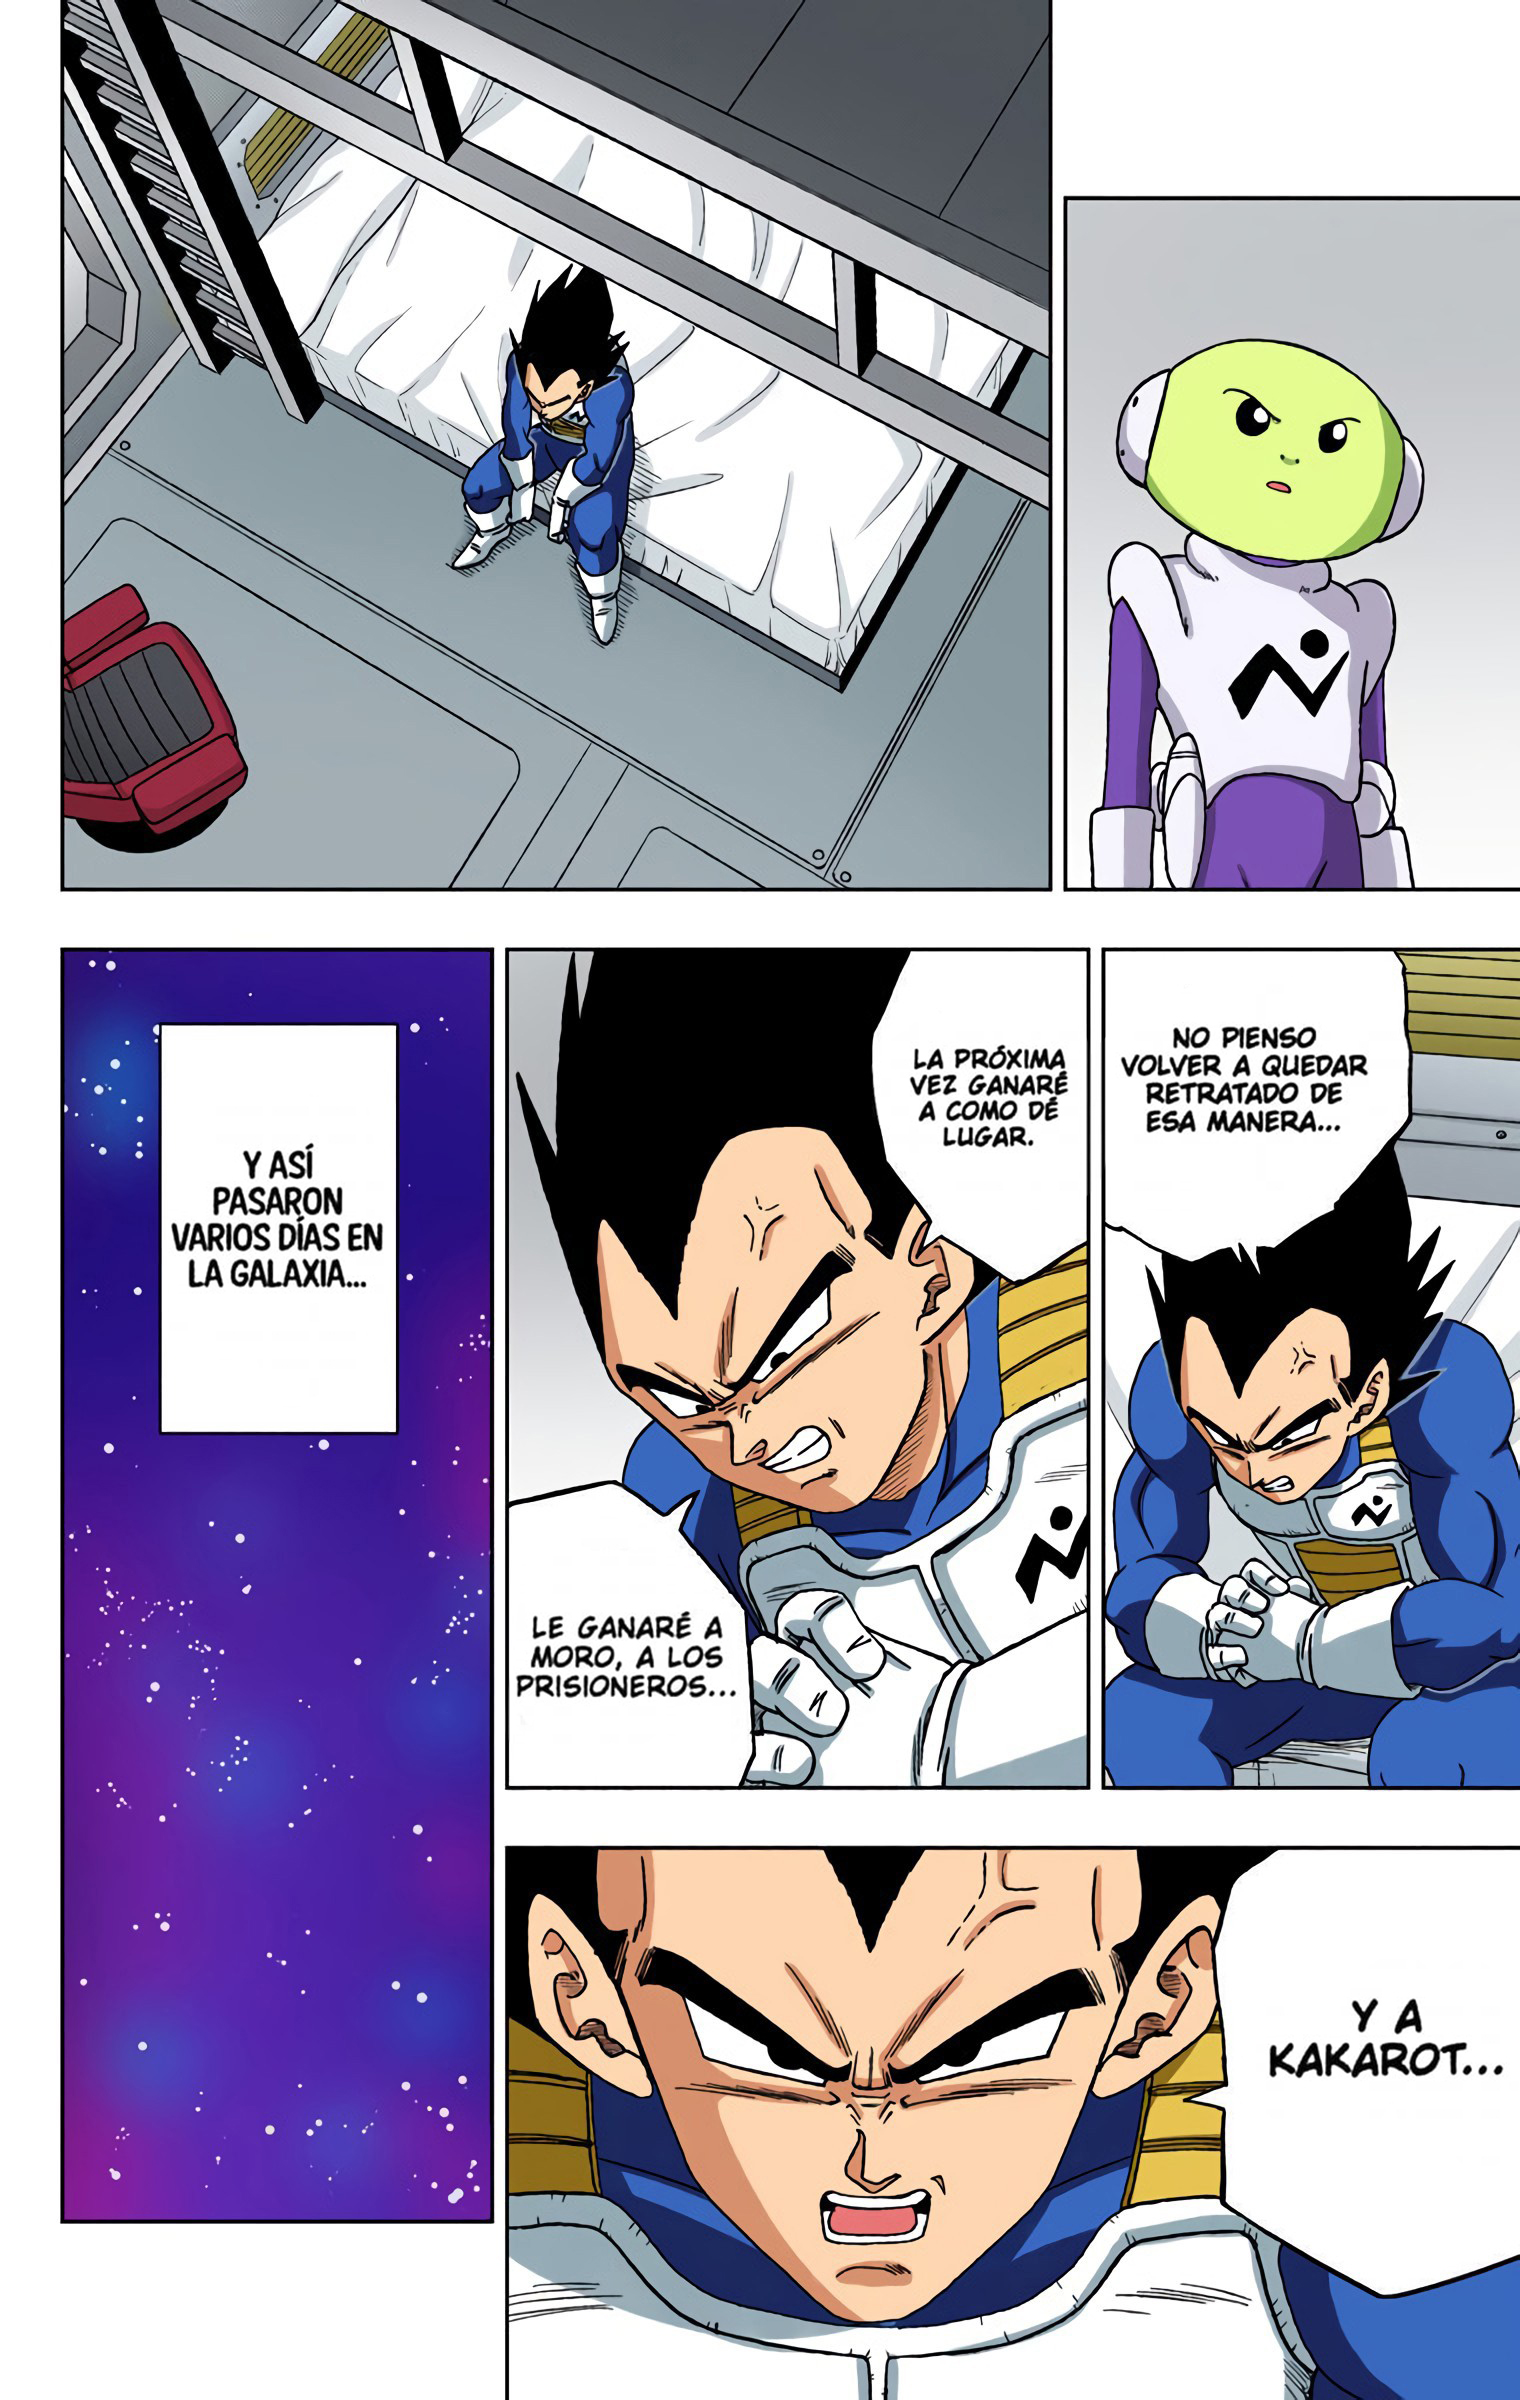 NO PIENSO
VOLVER A QUEDAR
RETRATADO DE
ESA MANERA...
LA PRÓXIMA
VEZ GANARÉ
A COMO DÉ
LUGAR.
LE GANARÉ A
MORO, A LOS
PRISIONEROS...
Y A
KAKAROT...
Y ASÍ
PASARON
VARIOS DÍAS EN
LA GALAXIA...